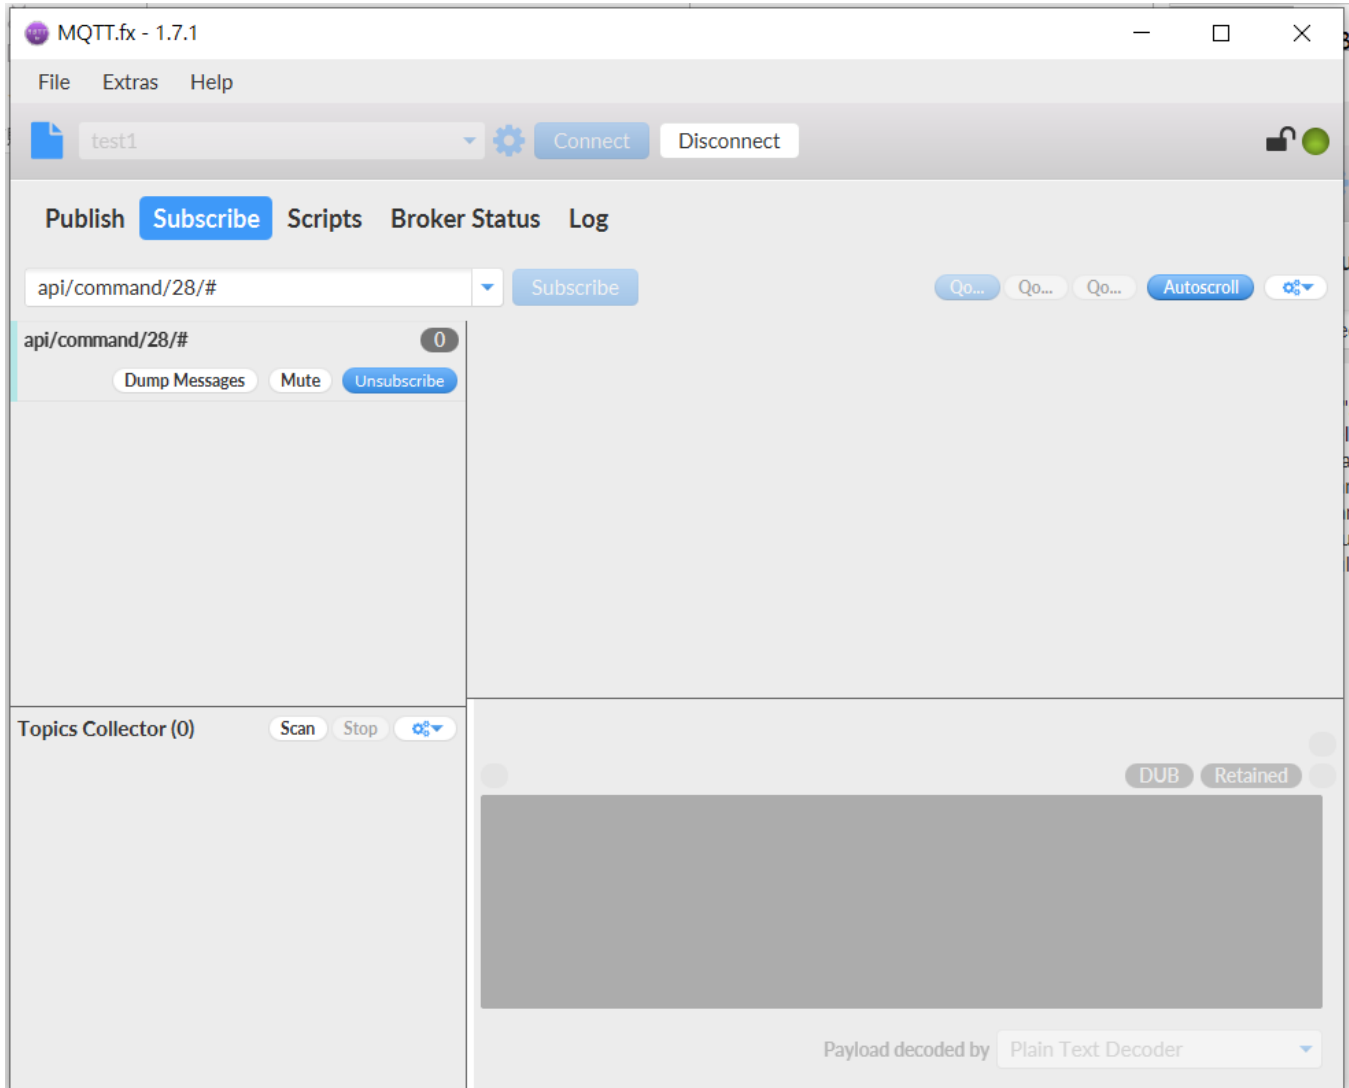 MQTT.fx - 1.7.1
File Extras Help
test1 Connect Disconnect
Publish Subscribe Scripts Broker Status Log
api/command/28/# Subscribe Qo... Qo... Qo... Autoscroll
api/command/28/# 0
Dump Messages Mute Unsubscribe
Topics Collector (0) Scan Stop
DUB Retained
Payload decoded by Plain Text Decoder